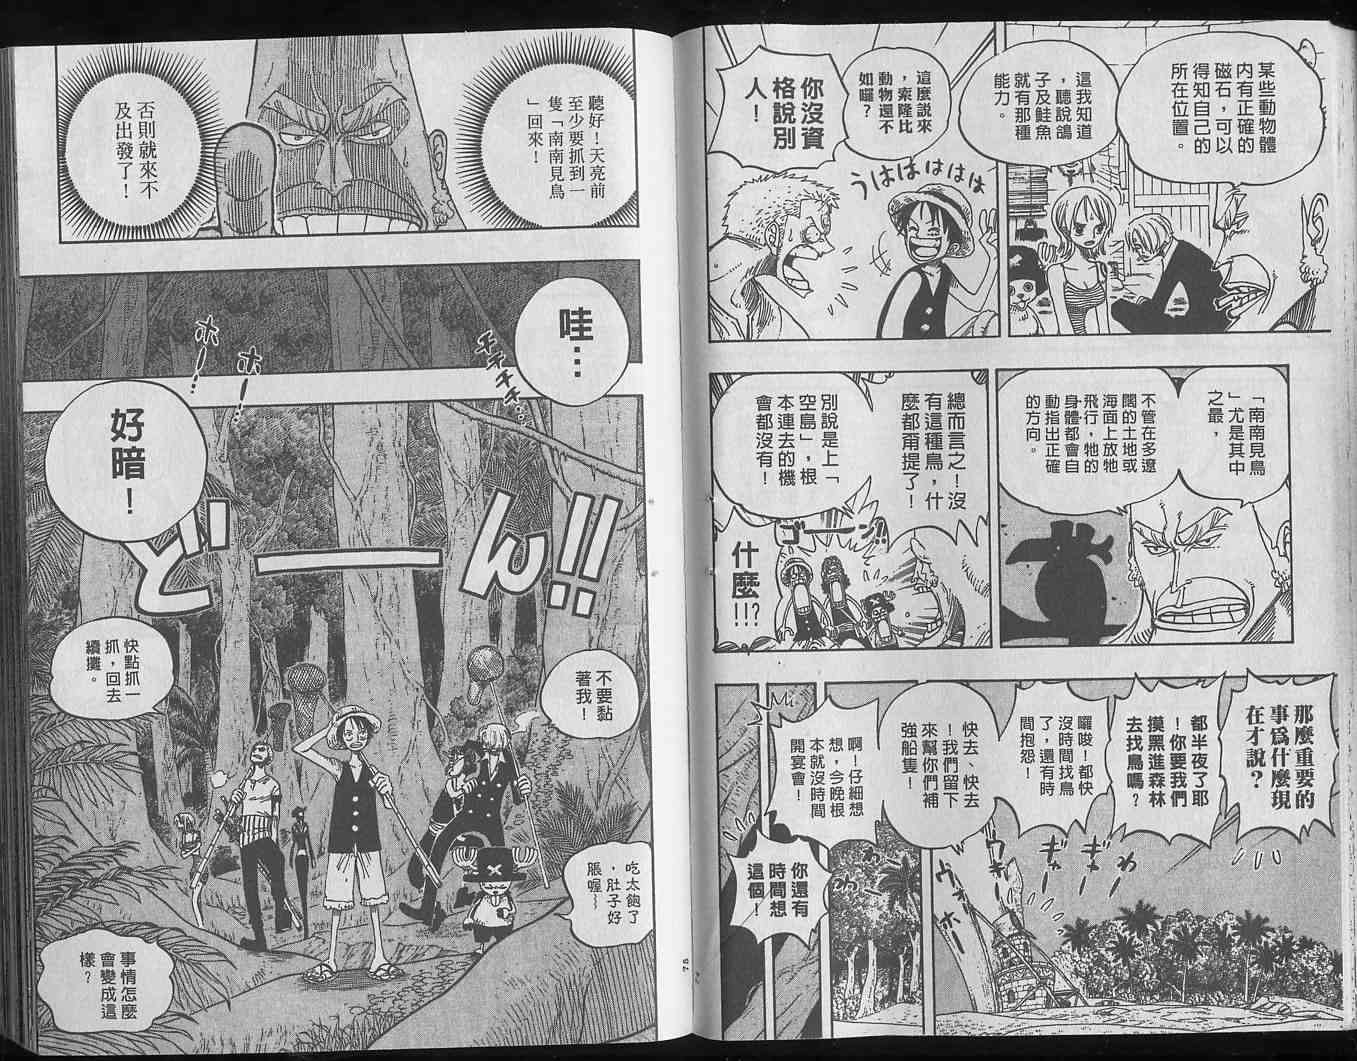 某些動物體
內有正確的
磁石，可以
得知自己的
所在位置。
這我知道
，聽說鴿
子及鮭魚
就有那種
能力。
這麼說來
，索隆比
動物還不
如囉？
你沒資
格說別
人！
うはははははは
「南南見鳥
」尤是其中
之最，
不管在多遼
闊的土地或
海面上放牠
飛行，牠的
身體都會自
動指出正確
的方向。
總而言之！沒
有這種鳥，什
麼都甭提了！
別說是上「
空島」，根
本連去的機
會都沒有！
ゴーーン!!
什
麼
!!?
那麼重要的
事為什麼現
在才說？
都半夜了耶
！你要我們
摸黑進森林
去找鳥嗎？
囉唆！都快
沒時間找鳥
了，還有時
間抱怨！
快去、快去
！我們留下
來幫你們補
強船隻！
啊！仔細想
想，今晚根
本就沒時間
開宴會！
你還有
時間想
這個！
75
聽好！天亮前
至少要抓到一
隻「南南見鳥
」回來！
否則就來不
及出發了！
哇…
ホ
ホ
チチチチ
好暗！
どーーん!!
快點抓一
抓，回去
續攤。
不要黏
著我！
吃太飽了
，肚子好
脹喔～
事情怎麼
會變成這
樣？